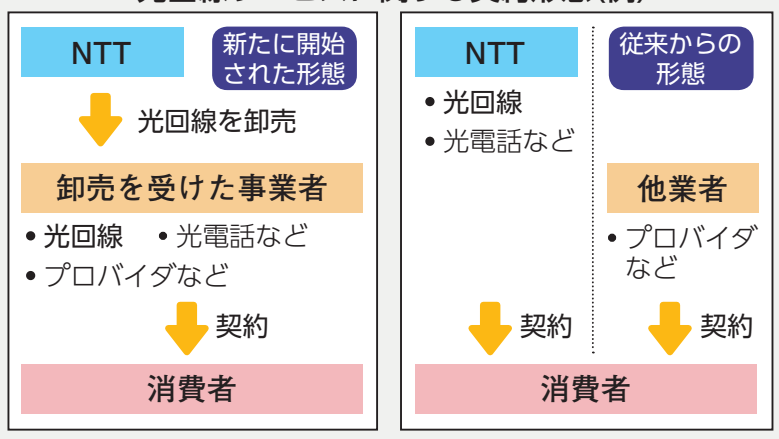 NTT
新たに開始
された形態
光回線を卸売
卸売を受けた事業者
• 光回線 • 光電話など
• プロバイダなど
契約
消費者
NTT
従来からの
形態
• 光回線
• 光電話など
他業者
• プロバイダ
など
契約
契約
消費者